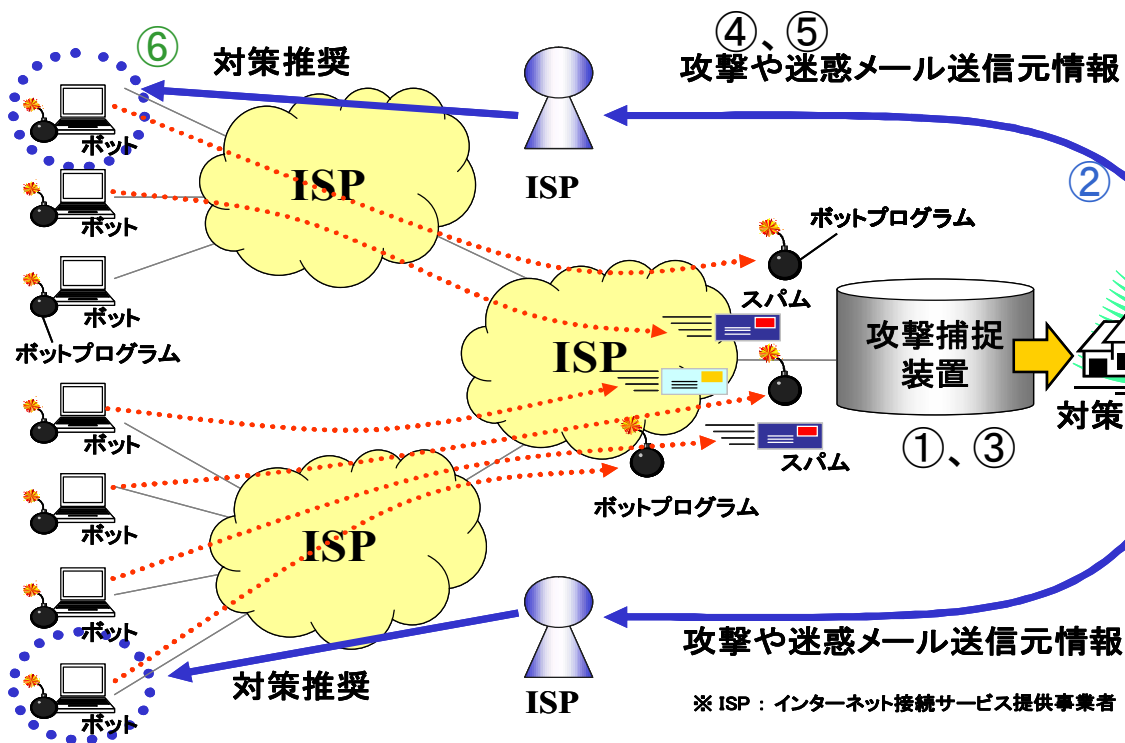 ⑥
対策推奨
④、⑤
攻撃や迷惑メール送信元情報
ボット
ISP
ISP
②
ボット
ボットプログラム
ボット
スパム
ボットプログラム
ISP
攻撃捕捉
装置
対策
ボット
①、③
スパム
ボット
ボットプログラム
ISP
ボット
攻撃や迷惑メール送信元情報
対策推奨
ISP
ボット
※ ISP : インターネット接続サービス提供事業者